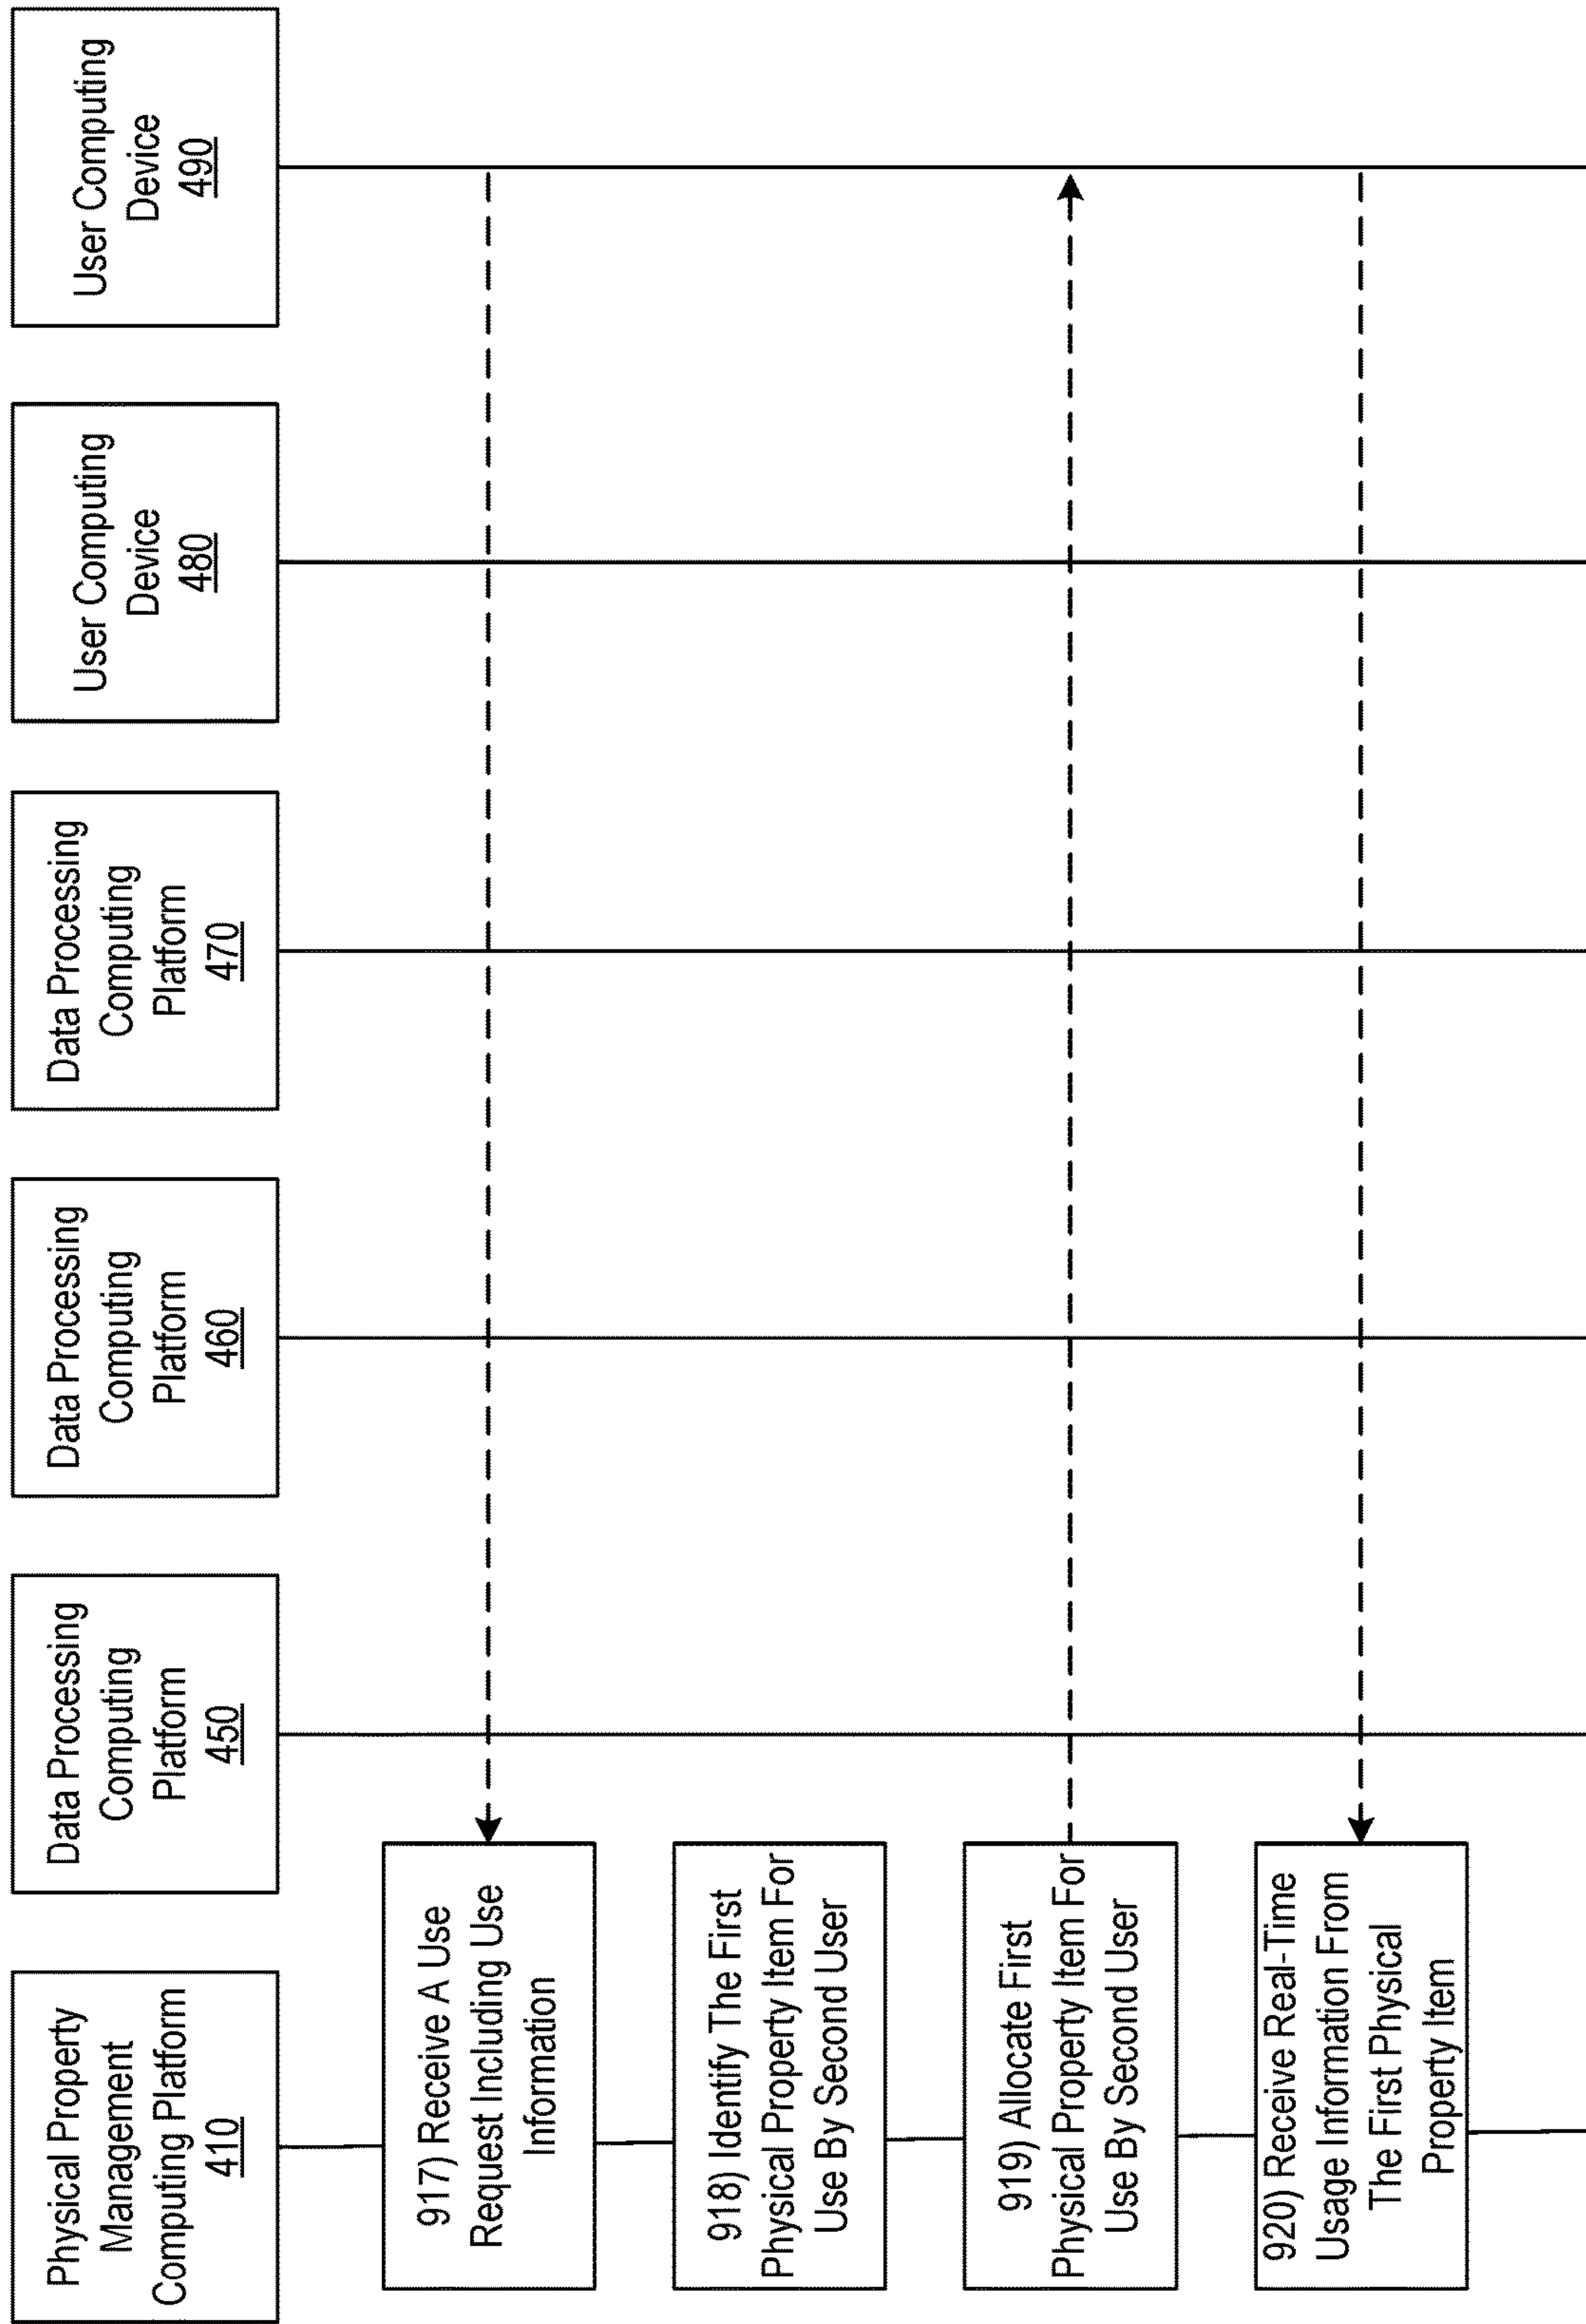 Physical Property
Management
Computing Platform
410
Data Processing
Computing
Platform
450
Data Processing
Computing
Platform
460
Data Processing
Computing
Platform
470
User Computing
Device
480
User Computing
Device
490
917) Receive A Use
Request Including Use
Information
918) Identify The First
Physical Property Item For
Use By Second User
919) Allocate First
Physical Property Item For
Use By Second User
920) Receive Real-Time
Usage Information From
The First Physical
Property Item